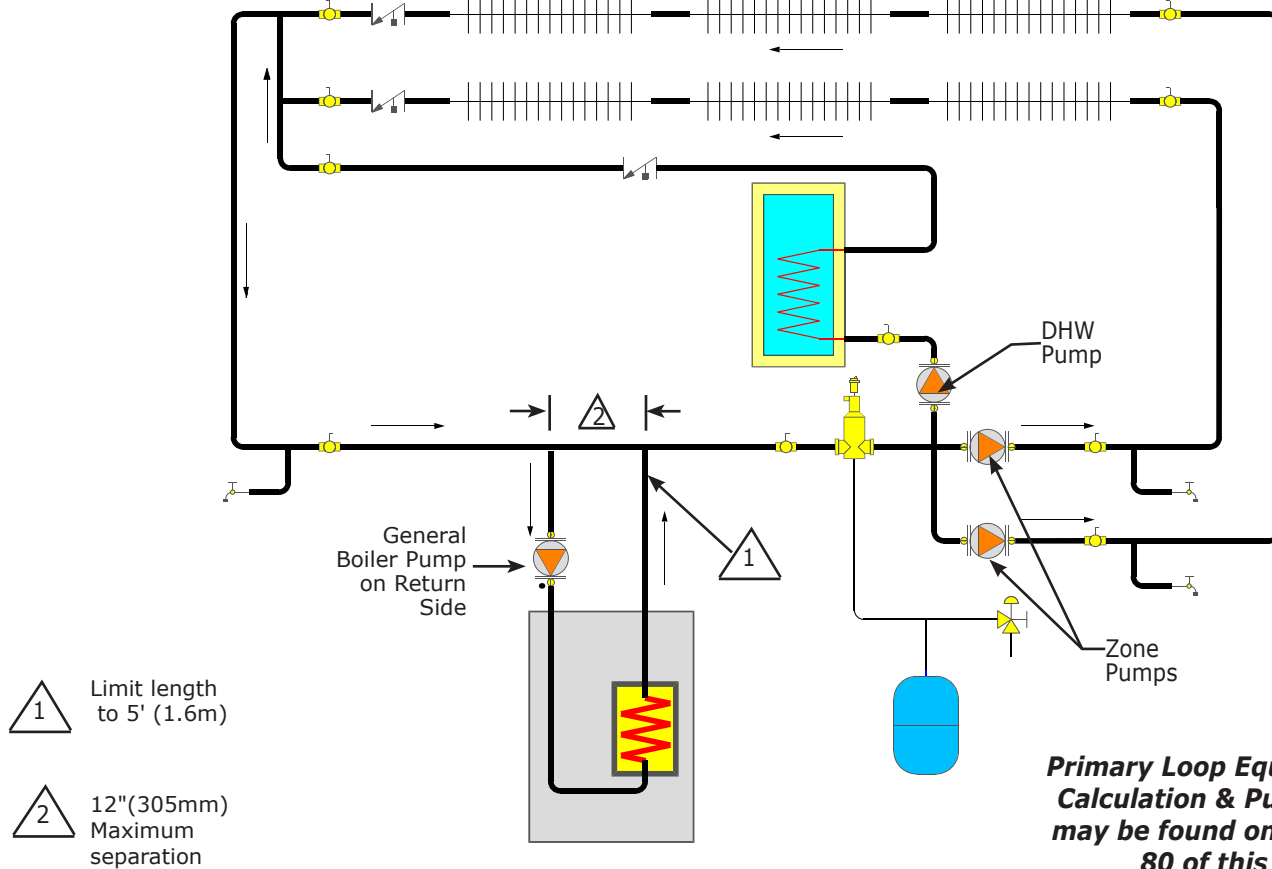 DHW
Pump
2
General
Boiler Pump
on Return
Side
1
Zone
Pumps
1
Limit length
to 5' (1.6m)
2
12"(305mm)
Maximum
separation
Primary Loop Equ
Calculation & Pu
may be found on
80 of this